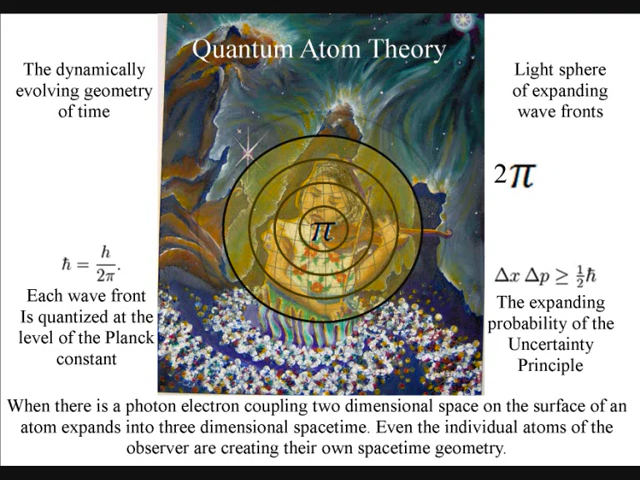 Quantum Atom Theory
The dynamically
evolving geometry
of time
Light sphere
of expanding
wave fronts
2π
π
ħ = h/2π.
Each wave front
Is quantized at the
level of the Planck
constant
Δx Δp ≥ ½ħ
The expanding
probability of the
Uncertainty
Principle
When there is a photon electron coupling two dimensional space on the surface of an
atom expands into three dimensional spacetime. Even the individual atoms of the
observer are creating their own spacetime geometry.